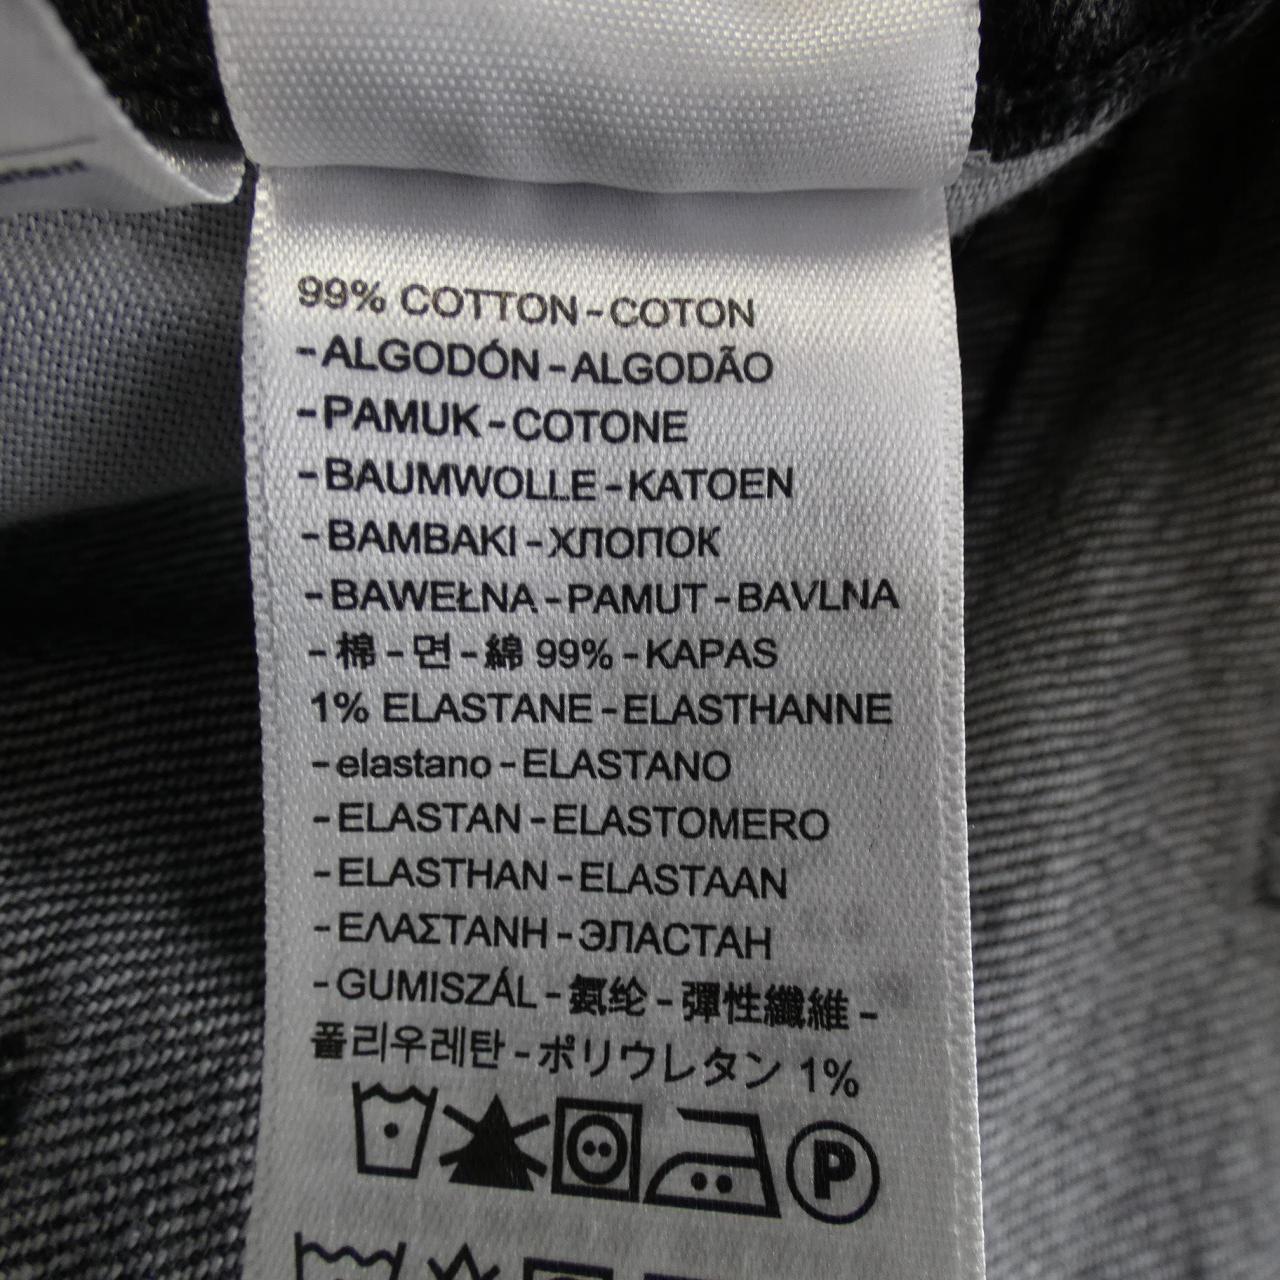 99% COTTON-COTON
-ALGODÓN-ALGODÃO
-PAMUK-COTONE
-BAUMWOLLE-KATOEN
-BAMBAKI-ХЛОПОК
-BAWEŁNA-PAMUT-BAVLNA
-棉-면-綿 99%-KAPAS
1% ELASTANE-ELASTHANNE
-elastano-ELASTANO
-ELASTAN-ELASTOMERO
-ELASTHAN-ELASTAAN
-ΕΛΑΣΤΑΝΗ-ЭЛАСТАН
-GUMISZÁL-氨纶-彈性纖維-
폴리우레탄-ポリウレタン 1%
P